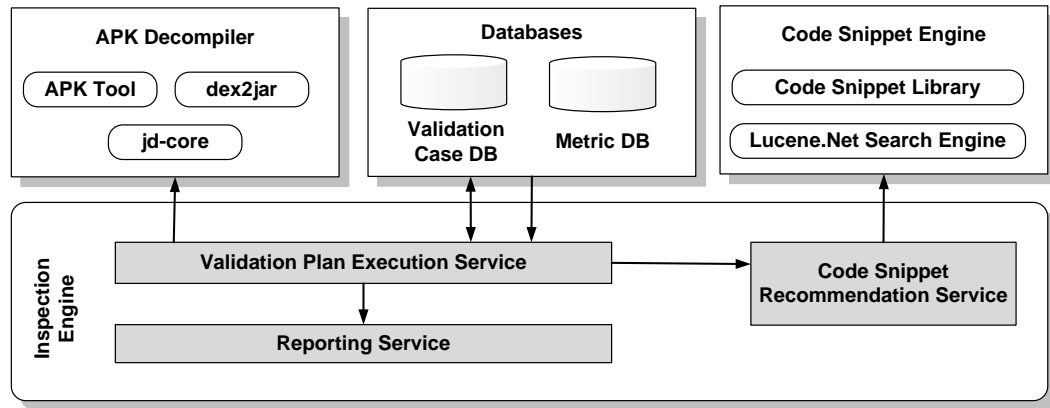 APK Decompiler
APK Tool
dex2jar
jd-core
Databases
Validation
Case DB
Metric DB
Code Snippet Engine
Code Snippet Library
Lucene.Net Search Engine
Inspection
Engine
Validation Plan Execution Service
Reporting Service
Code Snippet
Recommendation Service